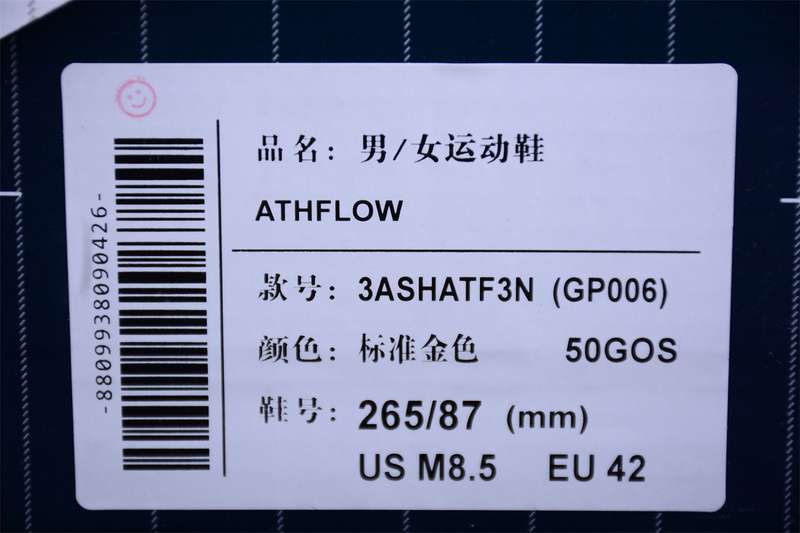 品名：男/女运动鞋
ATHFLOW
款号：3ASHATF3N (GP006)
颜色：标准金色 50GOS
鞋号：265/87 (mm)
US M8.5 EU 42
-8809938090426-